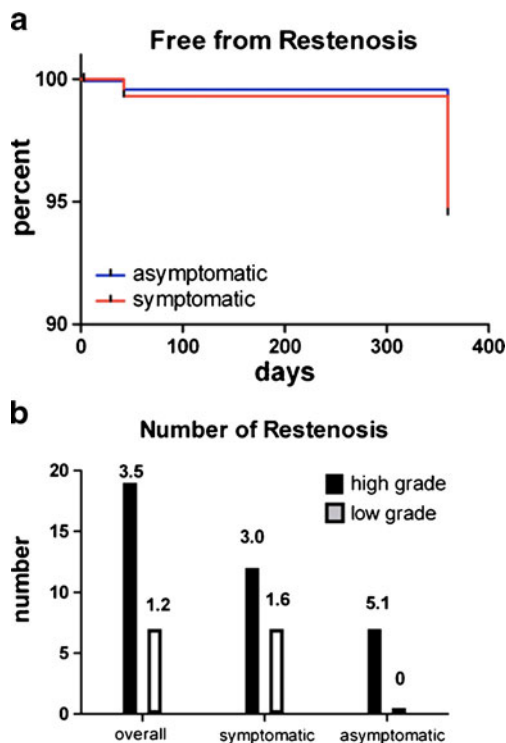 a
Free from Restenosis
100
95
90
percent
asymptomatic
symptomatic
0 100 200 300 400
days
b
Number of Restenosis
20
15
10
5
0
number
high grade
low grade
3.5
1.2
3.0
1.6
5.1
0
overall symptomatic asymptomatic